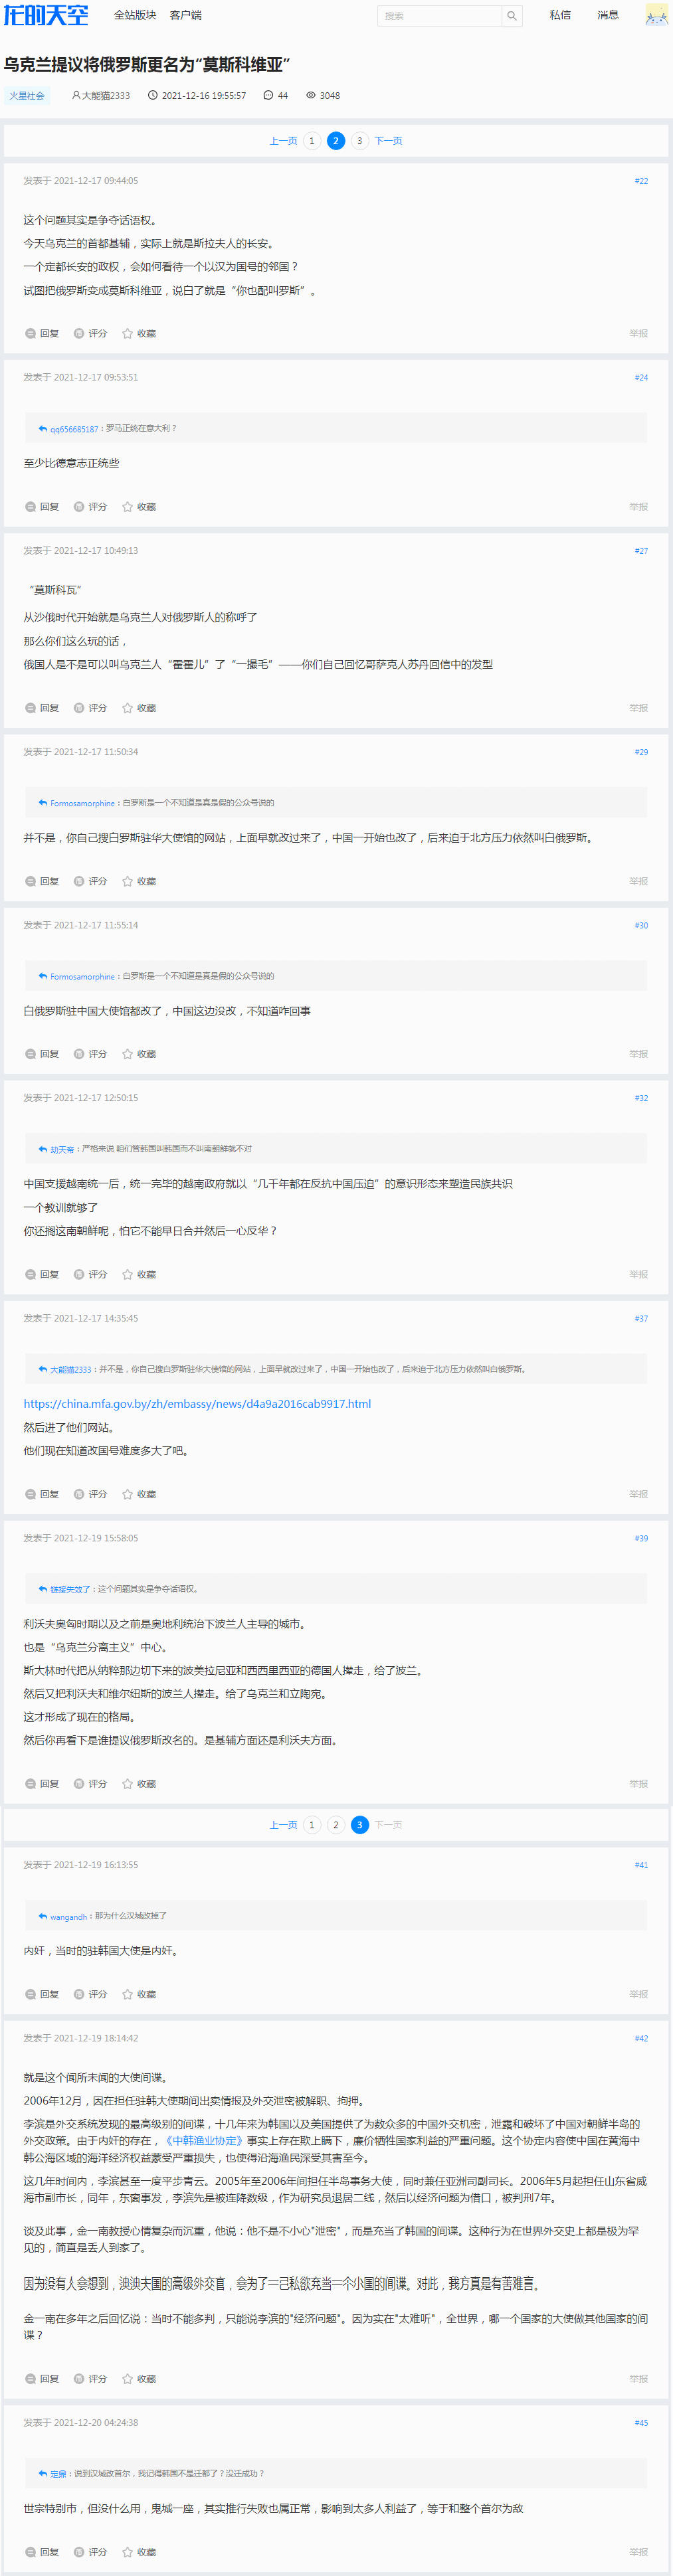 龙的天空
全站版块 客户端
搜索
私信 消息
乌克兰提议将俄罗斯更名为“莫斯科维亚”
火星社会 大能猫2333 2021-12-16 19:55:57 44 3048
上一页 1 2 3 下一页
发表于 2021-12-17 09:44:05 #22
这个问题其实是争夺话语权。
今天乌克兰的首都基辅，实际上就是斯拉夫人的长安。
一个定都长安的政权，会如何看待一个以汉为国号的邻国？
试图把俄罗斯变成莫斯科维亚，说白了就是“你也配叫罗斯”。
回复 评分 收藏 举报
发表于 2021-12-17 09:53:51 #24
qq656685187：罗马正统在意大利？
至少比德意志正统些
回复 评分 收藏 举报
发表于 2021-12-17 10:49:13 #27
“莫斯科瓦”
从沙俄时代开始就是乌克兰人对俄罗斯人的称呼了
那么你们这么玩的话，
俄国人是不是可以叫乌克兰人“霍霍儿”了“一撮毛”——你们自己回忆哥萨克人苏丹回信中的发型
回复 评分 收藏 举报
发表于 2021-12-17 11:50:34 #29
Formosamorphine：白罗斯是一个不知道是真是假的公众号说的
并不是，你自己搜白罗斯驻华大使馆的网站，上面早就改过来了，中国一开始也改了，后来迫于北方压力依然叫白俄罗斯。
回复 评分 收藏 举报
发表于 2021-12-17 11:55:14 #30
Formosamorphine：白罗斯是一个不知道是真是假的公众号说的
白俄罗斯驻中国大使馆都改了，中国这边没改，不知道咋回事
回复 评分 收藏 举报
发表于 2021-12-17 12:50:15 #32
劫天帝：严格来说 咱们管韩国叫韩国而不叫南朝鲜就不对
中国支援越南统一后，统一完毕的越南政府就以“几千年都在反抗中国压迫”的意识形态来塑造民族共识
一个教训就够了
你还搁这南朝鲜呢，怕它不能早日合并然后一心反华？
回复 评分 收藏 举报
发表于 2021-12-17 14:35:45 #37
大能猫2333：并不是，你自己搜白罗斯驻华大使馆的网站，上面早就改过来了，中国一开始也改了，后来迫于北方压力依然叫白俄罗斯。
https://china.mfa.gov.by/zh/embassy/news/d4a9a2016cab9917.html
然后进了他们网站。
他们现在知道改国号难度多大了吧。
回复 评分 收藏 举报
发表于 2021-12-19 15:58:05 #39
链接失效了：这个问题其实是争夺话语权。
利沃夫奥匈时期以及之前是奥地利统治下波兰人主导的城市。
也是“乌克兰分离主义”中心。
斯大林时代把从纳粹那边切下来的波美拉尼亚和西西里西亚的德国人撵走，给了波兰。
然后又把利沃夫和维尔纽斯的波兰人撵走。给了乌克兰和立陶宛。
这才形成了现在的格局。
然后你再看下是谁提议俄罗斯改名的。是基辅方面还是利沃夫方面。
回复 评分 收藏 举报
上一页 1 2 3 下一页
发表于 2021-12-19 16:13:55 #41
wangandh：那为什么汉城改掉了
内奸，当时的驻韩国大使是内奸。
回复 评分 收藏 举报
发表于 2021-12-19 18:14:42 #42
就是这个闻所未闻的大使间谍。
2006年12月，因在担任驻韩大使期间出卖情报及外交泄密被解职、拘押。
李滨是外交系统发现的最高级别的间谍，十几年来为韩国以及美国提供了为数众多的中国外交机密，泄露和破坏了中国对朝鲜半岛的
外交政策。由于内奸的存在，《中韩渔业协定》事实上存在欺上瞒下，廉价牺牲国家利益的严重问题。这个协定内容使中国在黄海中
韩公海区域的海洋经济权益蒙受严重损失，也使得沿海渔民深受其害至今。
这几年时间内，李滨甚至一度平步青云。2005年至2006年间担任半岛事务大使，同时兼任亚洲司副司长。2006年5月起担任山东省威
海市副市长，同年，东窗事发，李滨先是被连降数级，作为研究员退居二线，然后以经济问题为借口，被判刑7年。
谈及此事，金一南教授心情复杂而沉重，他说：他不是不小心"泄密"，而是充当了韩国的间谍。这种行为在世界外交史上都是极为罕
见的，简直是丢人到家了。
因为没有人会想到，泱泱大国的高级外交官，会为了一己私欲充当一个小国的间谍。对此，我方真是有苦难言。
金一南在多年之后回忆说：当时不能多判，只能说李滨的"经济问题"。因为实在"太难听"，全世界，哪一个国家的大使做其他国家的间
谍？
回复 评分 收藏 举报
发表于 2021-12-20 04:24:38 #45
定鼎：说到汉城改首尔，我记得韩国不是迁都了？没迁成功？
世宗特别市，但没什么用，鬼城一座，其实推行失败也属正常，影响到太多人利益了，等于和整个首尔为敌
回复 评分 收藏 举报